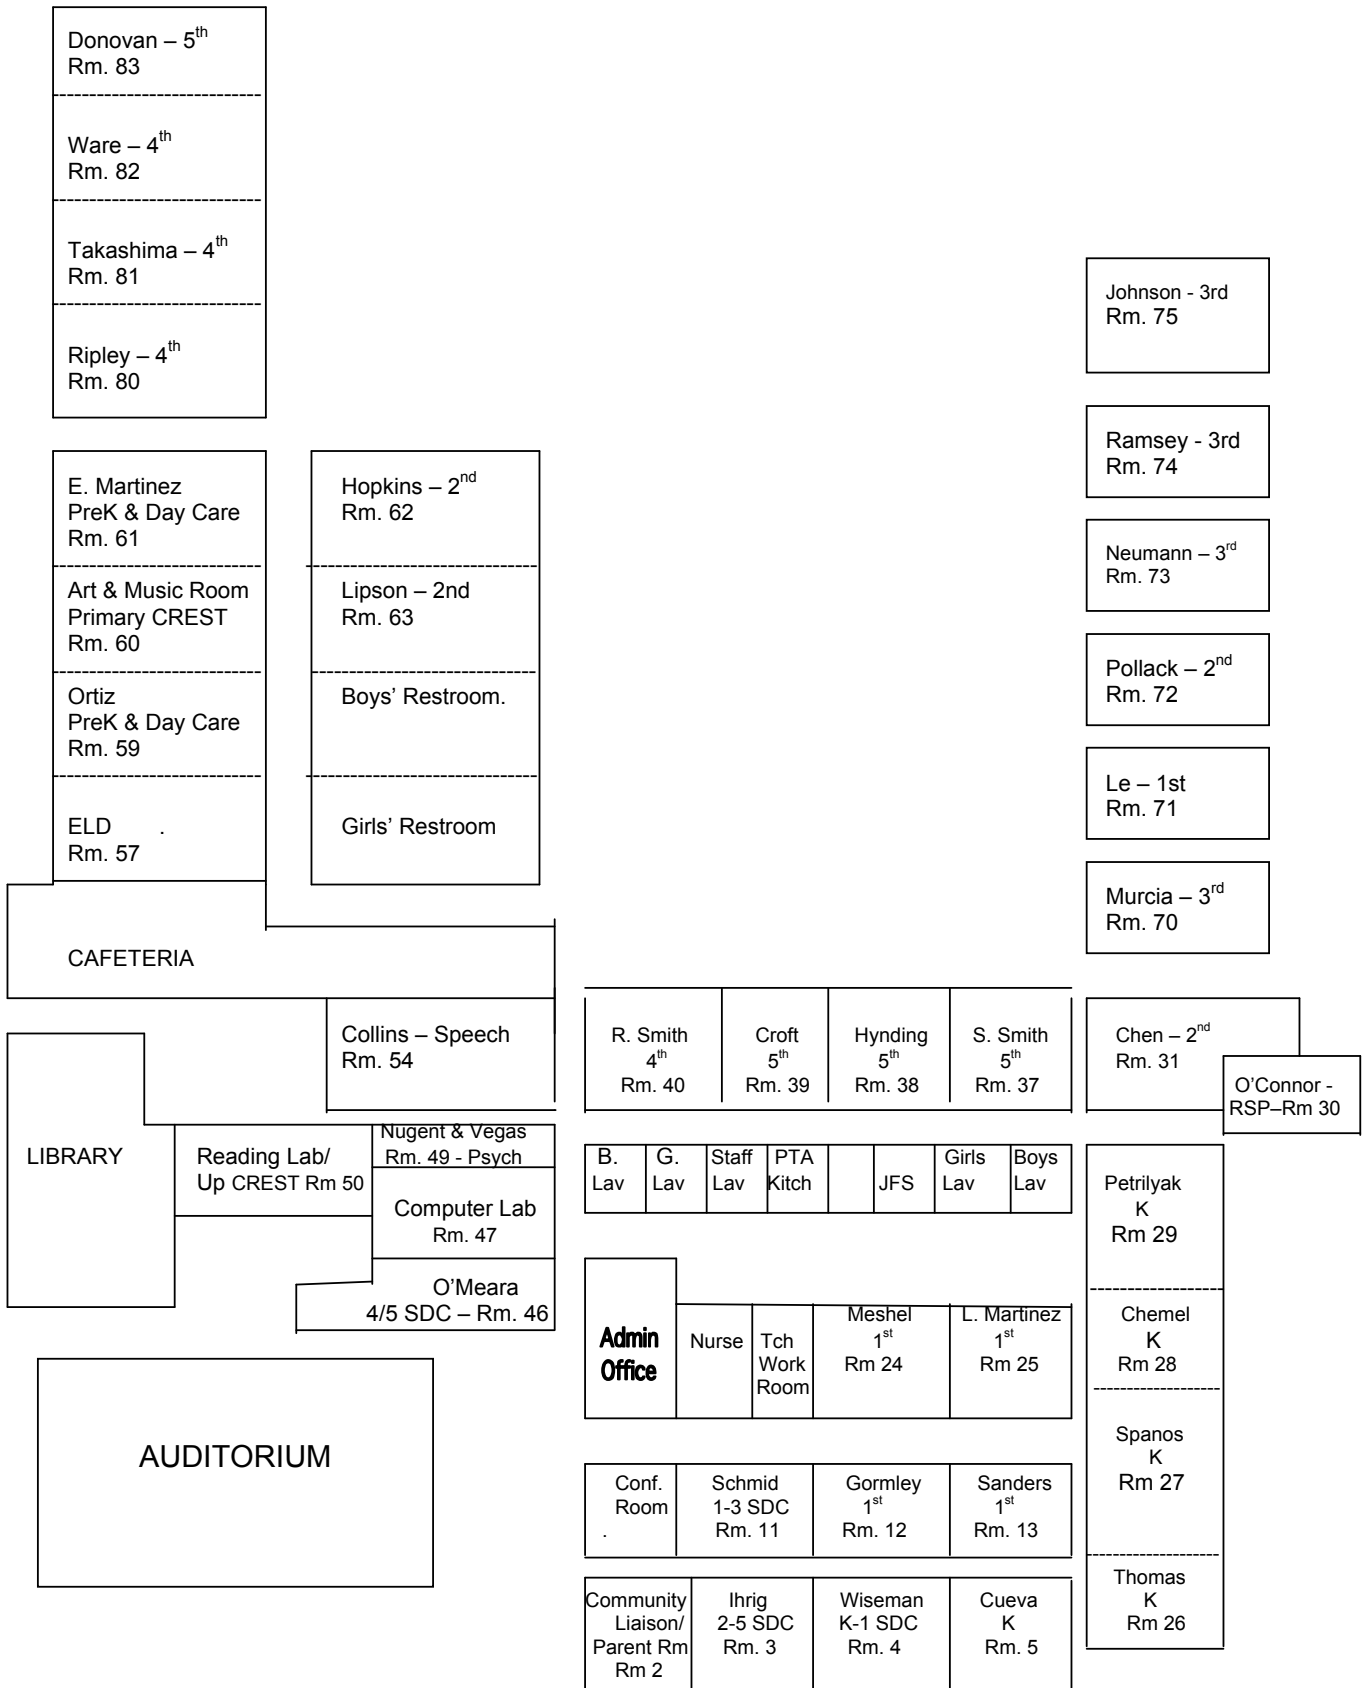 Donovan – 5th
Rm. 83
Ware – 4th
Rm. 82
Takashima – 4th
Rm. 81
Ripley – 4th
Rm. 80
E. Martinez
PreK & Day Care
Rm. 61
Art & Music Room
Primary CREST
Rm. 60
Ortiz
PreK & Day Care
Rm. 59
ELD .
Rm. 57
Hopkins – 2nd
Rm. 62
Lipson – 2nd
Rm. 63
Boys’ Restroom.
Girls’ Restroom
Johnson - 3rd
Rm. 75
Ramsey - 3rd
Rm. 74
Neumann – 3rd
Rm. 73
Pollack – 2nd
Rm. 72
Le – 1st
Rm. 71
Murcia – 3rd
Rm. 70
CAFETERIA
Collins – Speech
Rm. 54
R. Smith
4th
Rm. 40
Croft
5th
Rm. 39
Hynding
5th
Rm. 38
S. Smith
5th
Rm. 37
Chen – 2nd
Rm. 31
O’Connor -
RSP–Rm 30
LIBRARY
Reading Lab/
Up CREST Rm 50
Nugent & Vegas
Rm. 49 - Psych
Computer Lab
Rm. 47
O’Meara
4/5 SDC – Rm. 46
B.
Lav
G.
Lav
Staff
Lav
PTA
Kitch
JFS
Girls
Lav
Boys
Lav
Petrilyak
K
Rm 29
Chemel
K
Rm 28
Spanos
K
Rm 27
Thomas
K
Rm 26
Admin
Office
Nurse
Tch
Work
Room
Meshel
1st
Rm 24
L. Martinez
1st
Rm 25
AUDITORIUM
Conf.
Room
.
Schmid
1-3 SDC
Rm. 11
Gormley
1st
Rm. 12
Sanders
1st
Rm. 13
Community
Liaison/
Parent Rm
Rm 2
Ihrig
2-5 SDC
Rm. 3
Wiseman
K-1 SDC
Rm. 4
Cueva
K
Rm. 5